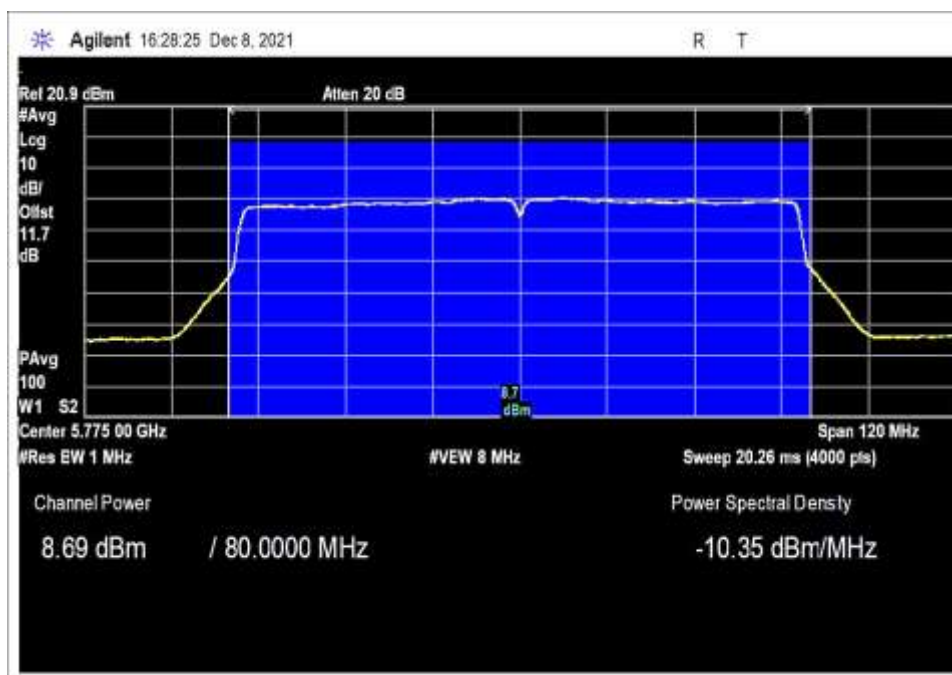 Agilent 16:28:25 Dec 8, 2021 R T
Ref 20.9 dBm Atten 20 dB
#Avg
Log
10
dB/
Offst
11.7
dB
PAvg
100
W1 S2
8.7
dBm
Center 5.775 00 GHz Span 120 MHz
#Res BW 1 MHz #VBW 8 MHz Sweep 20.26 ms (4000 pts)
Channel Power Power Spectral Density
8.69 dBm / 80.0000 MHz -10.35 dBm/MHz